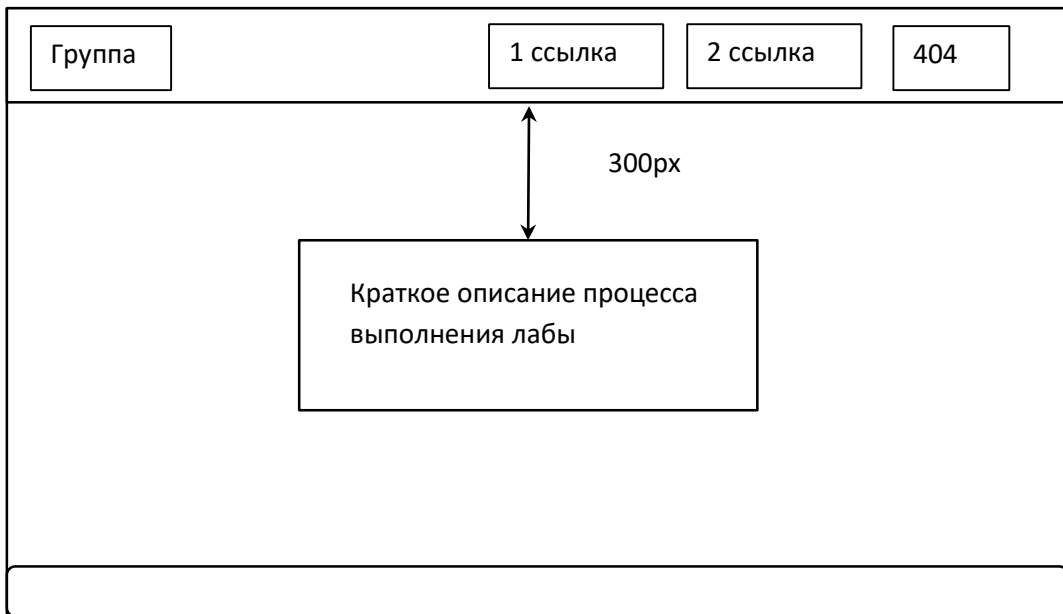 Группа
1 ссылка
2 ссылка
404
300px
Краткое описание процесса
выполнения лабы